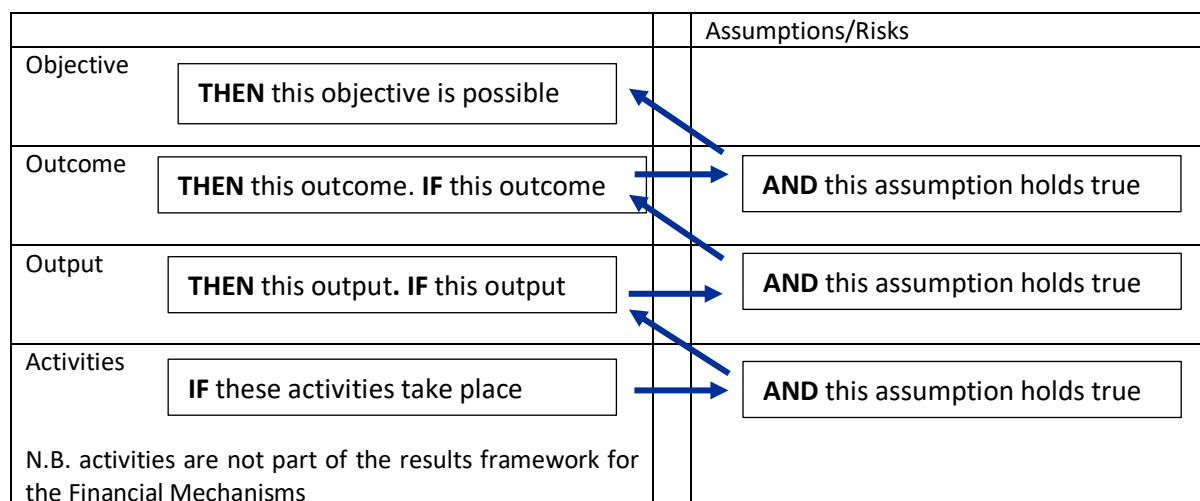 Assumptions/Risks
Objective
THEN this objective is possible
Outcome
THEN this outcome. IF this outcome
AND this assumption holds true
Output
THEN this output. IF this output
AND this assumption holds true
Activities
IF these activities take place
AND this assumption holds true
N.B. activities are not part of the results framework for
the Financial Mechanisms